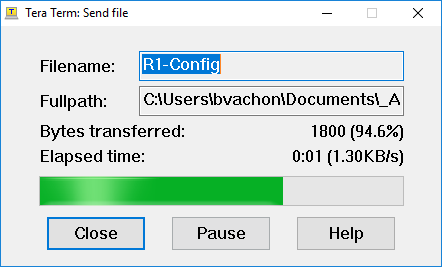 Tera Term: Send file
Filename: R1-Config
Fullpath: C:\Users\bvachon\Documents\_A
Bytes transferred: 1800 (94.6%)
Elapsed time: 0:01 (1.30KB/s)
Close Pause Help